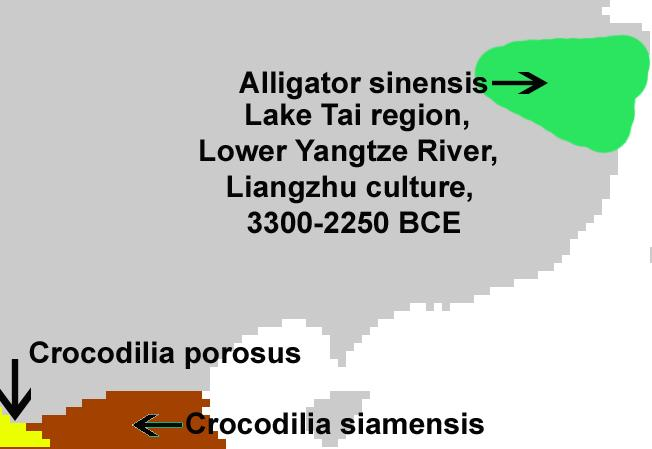 Alligator sinensis
Lake Tai region,
Lower Yangtze River,
Liangzhu culture,
3300-2250 BCE
Crocodilia porosus
Crocodilia siamensis